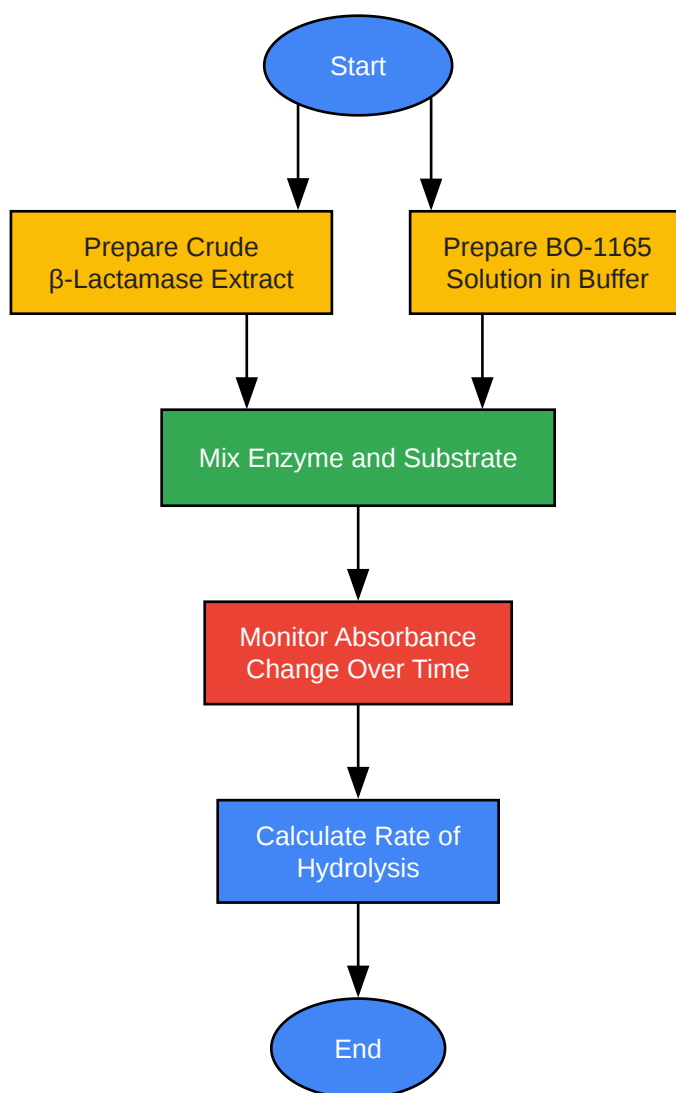 Start
Prepare Crude
β-Lactamase Extract
Prepare BO-1165
Solution in Buffer
Mix Enzyme and Substrate
Monitor Absorbance
Change Over Time
Calculate Rate of
Hydrolysis
End